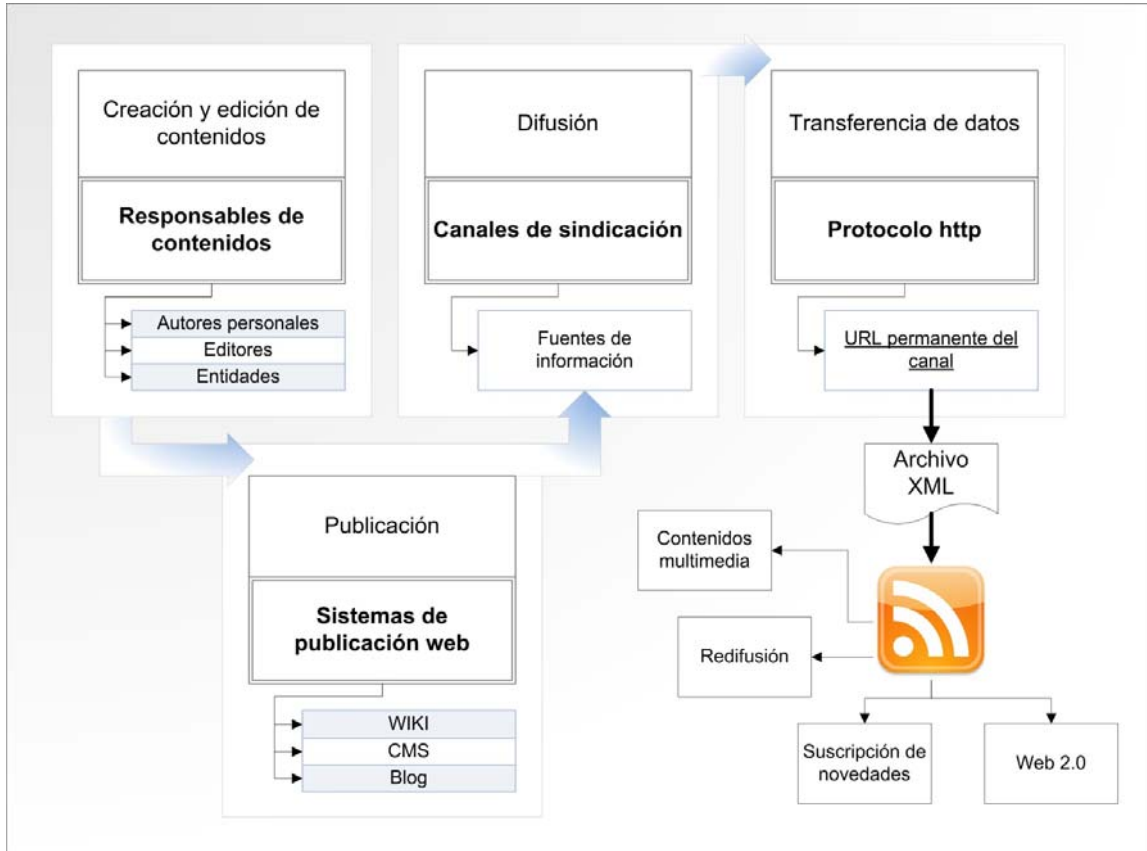 Creación y edición de
contenidos
Responsables de
contenidos
Autores personales
Editores
Entidades
Publicación
Sistemas de
publicación web
WIKI
CMS
Blog
Difusión
Canales de sindicación
Fuentes de
información
Transferencia de datos
Protocolo http
URL permanente del
canal
Archivo
XML
Contenidos
multimedia
Redifusión
Suscripción de
novedades
Web 2.0